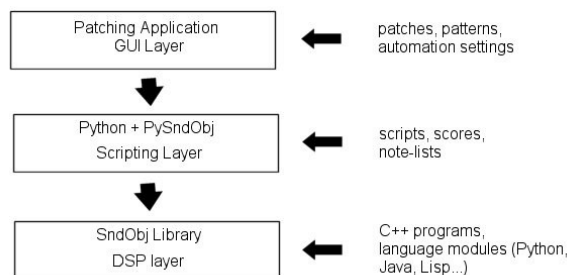 Patching Application
GUI Layer
patches, patterns,
automation settings
Python + PySndObj
Scripting Layer
scripts, scores,
note-lists
SndObj Library
DSP layer
C++ programs,
language modules (Python,
Java, Lisp...)